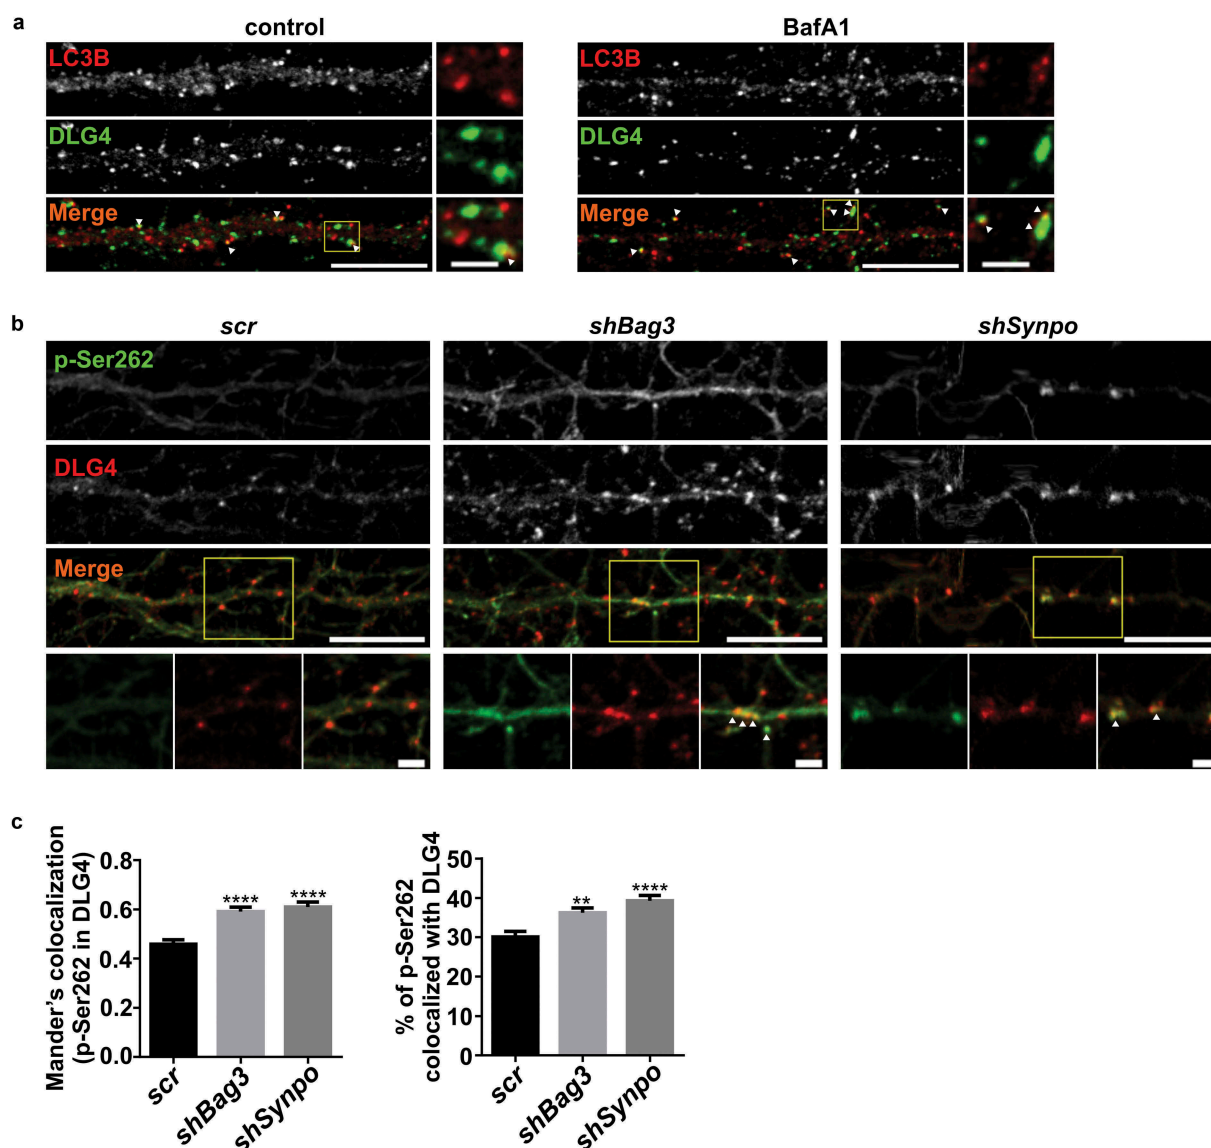 a
control
BafA1
LC3B
LC3B
DLG4
DLG4
Merge
Merge
b
scr
shBag3
shSynpo
p-Ser262
DLG4
Merge
c
Mander's colocalization
(p-Ser262 in DLG4)
0.8
0.6
0.4
0.2
0.0
****
****
scr
shBag3
shSynpo
% of p-Ser262
colocalized with DLG4
50
40
30
20
10
0
**
****
scr
shBag3
shSynpo